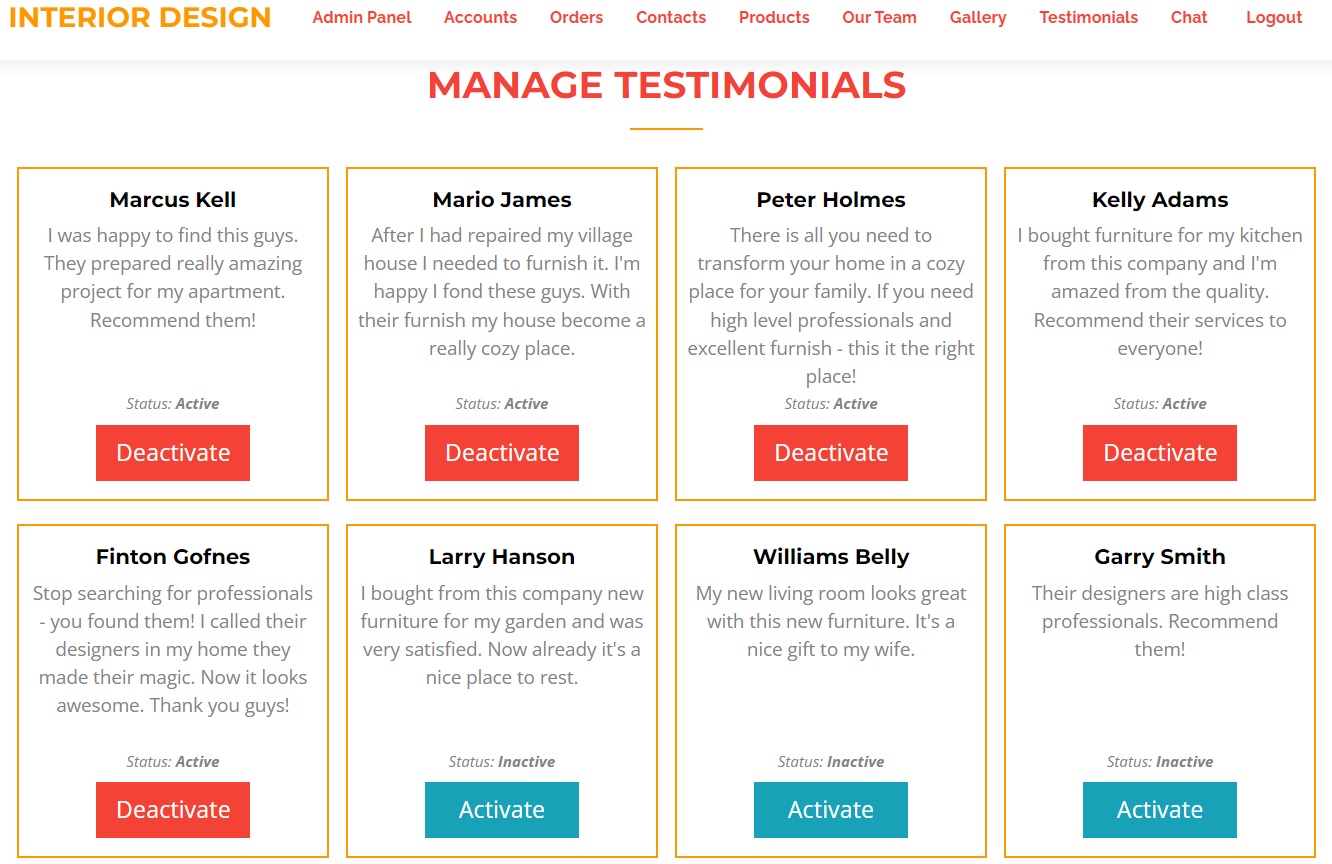 INTERIOR DESIGN Admin Panel Accounts Orders Contacts Products Our Team Gallery Testimonials Chat Logout
MANAGE TESTIMONIALS
Marcus Kell
I was happy to find this guys.
They prepared really amazing
project for my apartment.
Recommend them!
Status: Active
Deactivate
Mario James
After I had repaired my village
house I needed to furnish it. I'm
happy I fond these guys. With
their furnish my house become a
really cozy place.
Status: Active
Deactivate
Peter Holmes
There is all you need to
transform your home in a cozy
place for your family. If you need
high level professionals and
excellent furnish - this it the right
place!
Status: Active
Deactivate
Kelly Adams
I bought furniture for my kitchen
from this company and I'm
amazed from the quality.
Recommend their services to
everyone!
Status: Active
Deactivate
Finton Gofnes
Stop searching for professionals
- you found them! I called their
designers in my home they
made their magic. Now it looks
awesome. Thank you guys!
Status: Active
Deactivate
Larry Hanson
I bought from this company new
furniture for my garden and was
very satisfied. Now already it's a
nice place to rest.
Status: Inactive
Activate
Williams Belly
My new living room looks great
with this new furniture. It's a
nice gift to my wife.
Status: Inactive
Activate
Garry Smith
Their designers are high class
professionals. Recommend
them!
Status: Inactive
Activate